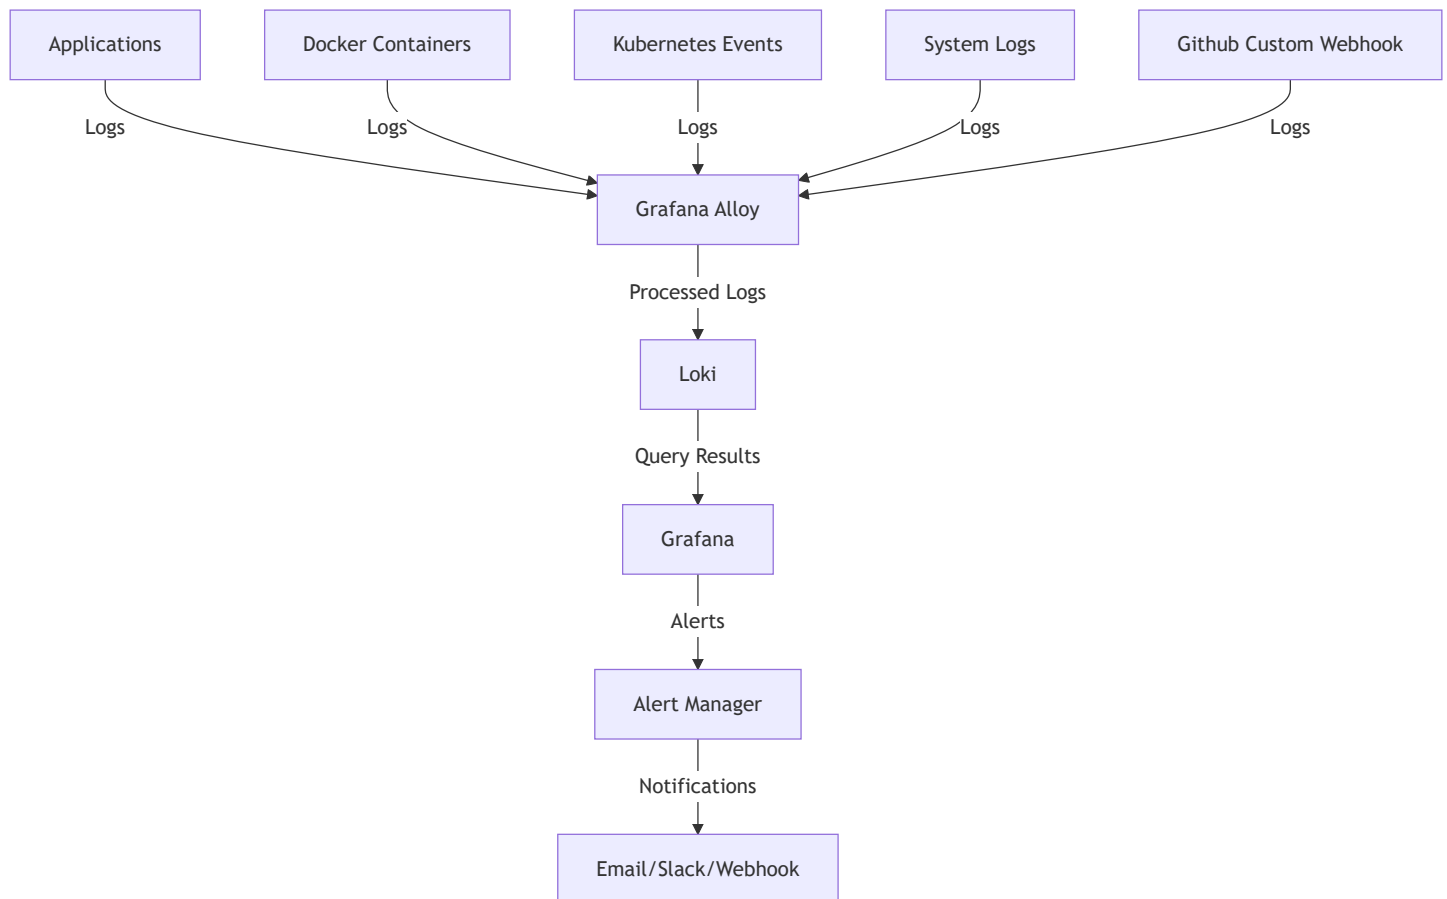 Applications
Docker Containers
Kubernetes Events
System Logs
Github Custom Webhook
Logs
Logs
Logs
Logs
Logs
Grafana Alloy
Processed Logs
Loki
Query Results
Grafana
Alerts
Alert Manager
Notifications
Email/Slack/Webhook